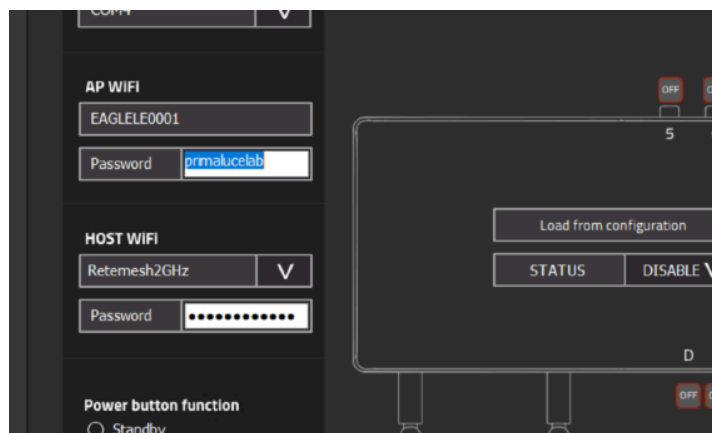 COM4 V
AP WiFi
EAGLELE0001
Password primalucelab
HOST WiFi
Retemesh2GHz V
Password ●●●●●●●●●●●●
Power button function
Standby
OFF
5
Load from configuration
STATUS DISABLE V
D
OFF